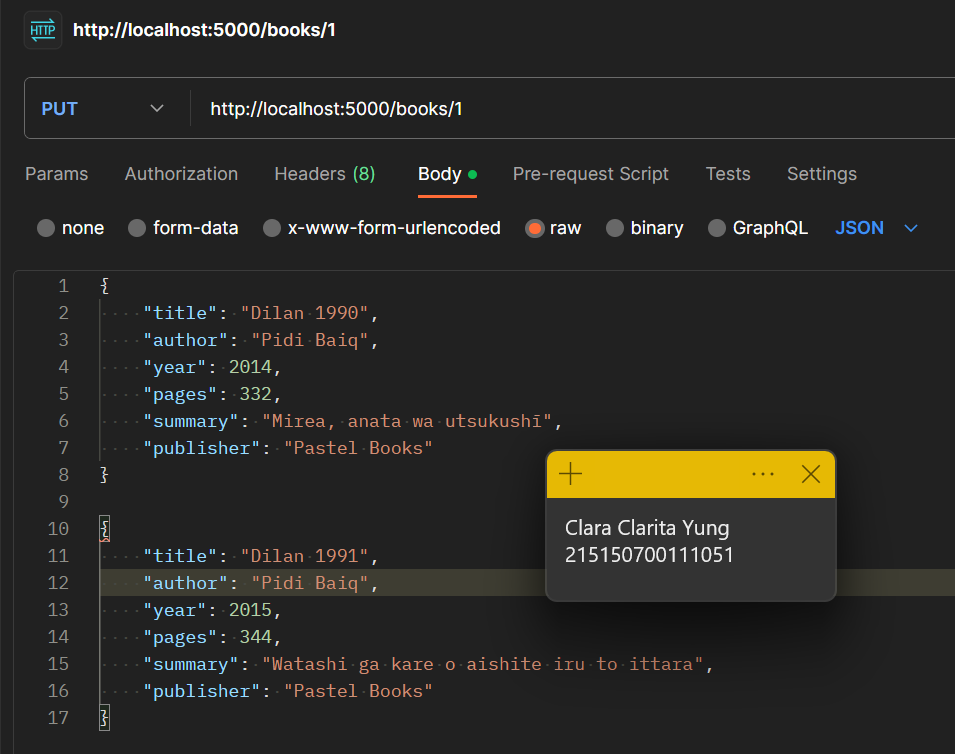 HTTP http://localhost:5000/books/1
PUT http://localhost:5000/books/1
Params Authorization Headers (8) Body Pre-request Script Tests Settings
none form-data x-www-form-urlencoded raw binary GraphQL JSON
1 {
2 "title": "Dilan 1990",
3 "author": "Pidi Baiq",
4 "year": 2014,
5 "pages": 332,
6 "summary": "Mirea, anata wa utsukushī",
7 "publisher": "Pastel Books"
8 }
9
10 {
11 "title": "Dilan 1991",
12 "author": "Pidi Baiq",
13 "year": 2015,
14 "pages": 344,
15 "summary": "Watashi ga kare o aishite iru to ittara",
16 "publisher": "Pastel Books"
17 }
Clara Clarita Yung
215150700111051